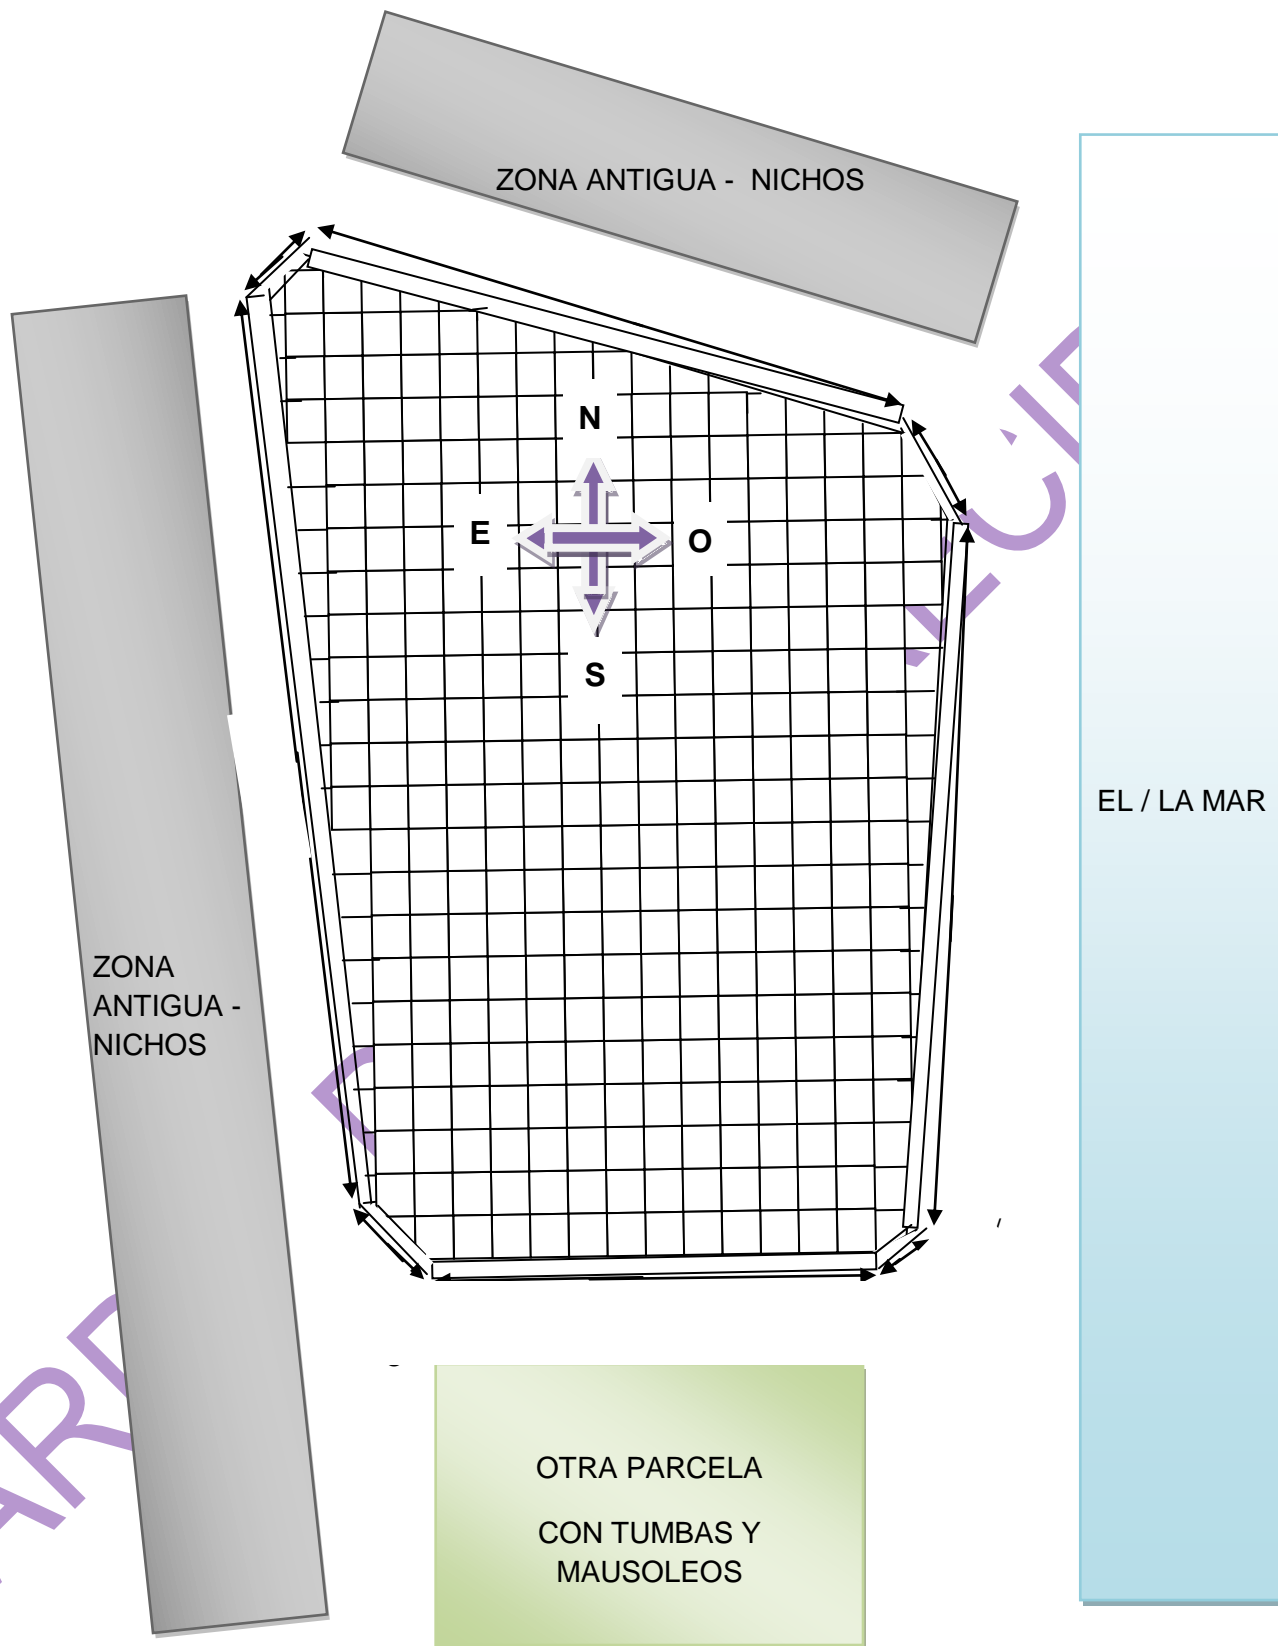 ZONA ANTIGUA - NICHOS
N
E
O
S
EL / LA MAR
ZONA
ANTIGUA -
NICHOS
OTRA PARCELA
CON TUMBAS Y
MAUSOLEOS